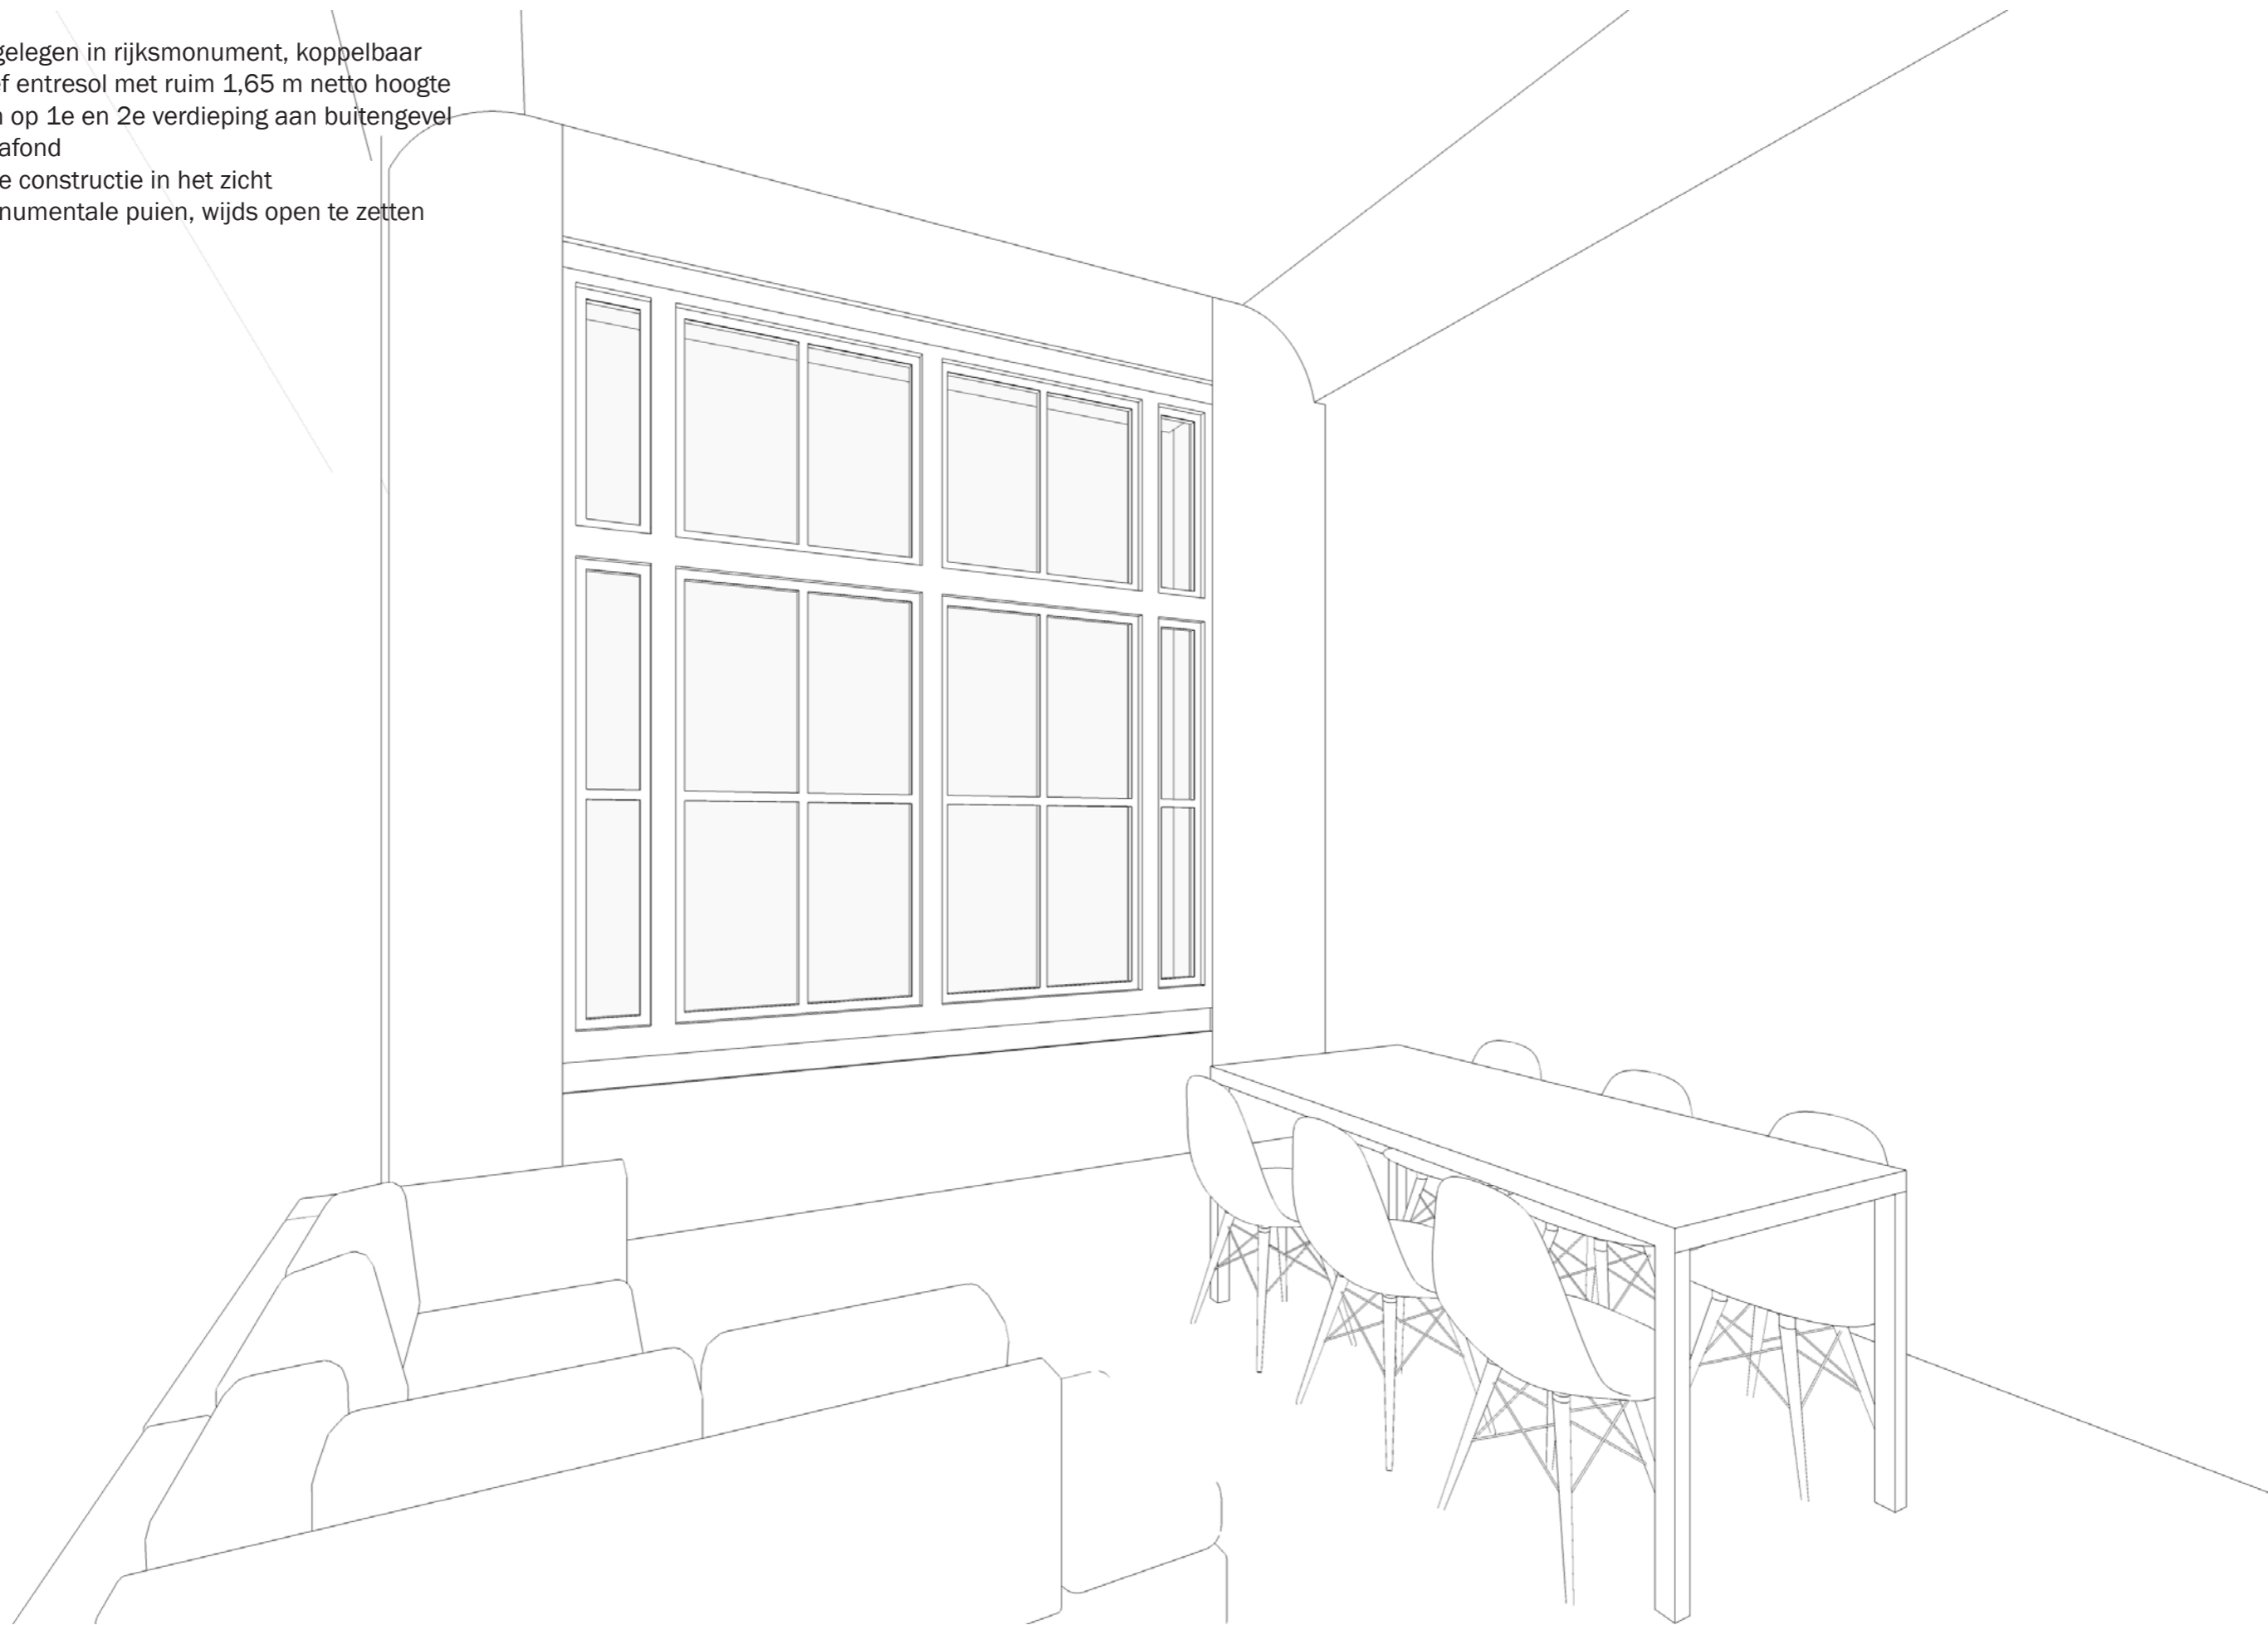 gelegen in rijksmonument, koppelbaar
f entresol met ruim 1,65 m netto hoogte
op 1e en 2e verdieping aan buitengevel
afond
e constructie in het zicht
numentale puien, wijds open te zetten